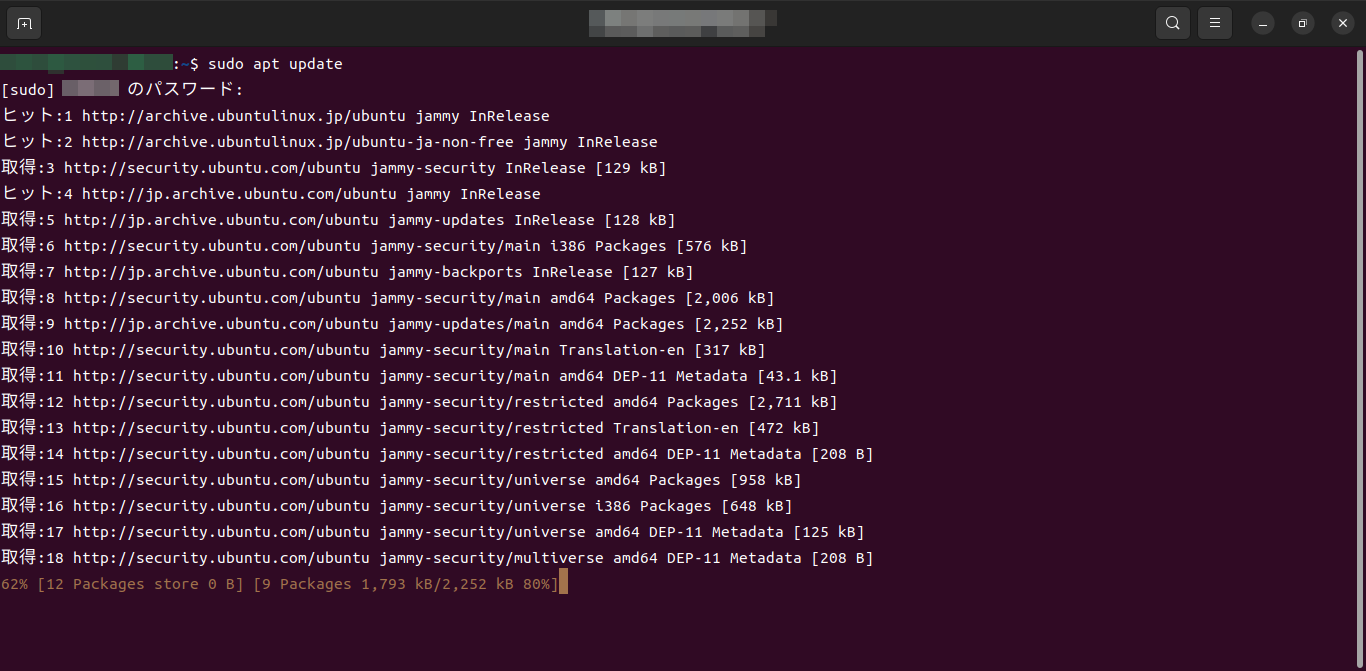 :~$ sudo apt update
[sudo] のパスワード:
ヒット:1 http://archive.ubuntulinux.jp/ubuntu jammy InRelease
ヒット:2 http://archive.ubuntulinux.jp/ubuntu-ja-non-free jammy InRelease
取得:3 http://security.ubuntu.com/ubuntu jammy-security InRelease [129 kB]
ヒット:4 http://jp.archive.ubuntu.com/ubuntu jammy InRelease
取得:5 http://jp.archive.ubuntu.com/ubuntu jammy-updates InRelease [128 kB]
取得:6 http://security.ubuntu.com/ubuntu jammy-security/main i386 Packages [576 kB]
取得:7 http://jp.archive.ubuntu.com/ubuntu jammy-backports InRelease [127 kB]
取得:8 http://security.ubuntu.com/ubuntu jammy-security/main amd64 Packages [2,006 kB]
取得:9 http://jp.archive.ubuntu.com/ubuntu jammy-updates/main amd64 Packages [2,252 kB]
取得:10 http://security.ubuntu.com/ubuntu jammy-security/main Translation-en [317 kB]
取得:11 http://security.ubuntu.com/ubuntu jammy-security/main amd64 DEP-11 Metadata [43.1 kB]
取得:12 http://security.ubuntu.com/ubuntu jammy-security/restricted amd64 Packages [2,711 kB]
取得:13 http://security.ubuntu.com/ubuntu jammy-security/restricted Translation-en [472 kB]
取得:14 http://security.ubuntu.com/ubuntu jammy-security/restricted amd64 DEP-11 Metadata [208 B]
取得:15 http://security.ubuntu.com/ubuntu jammy-security/universe amd64 Packages [958 kB]
取得:16 http://security.ubuntu.com/ubuntu jammy-security/universe i386 Packages [648 kB]
取得:17 http://security.ubuntu.com/ubuntu jammy-security/universe amd64 DEP-11 Metadata [125 kB]
取得:18 http://security.ubuntu.com/ubuntu jammy-security/multiverse amd64 DEP-11 Metadata [208 B]
62% [12 Packages store 0 B] [9 Packages 1,793 kB/2,252 kB 80%]